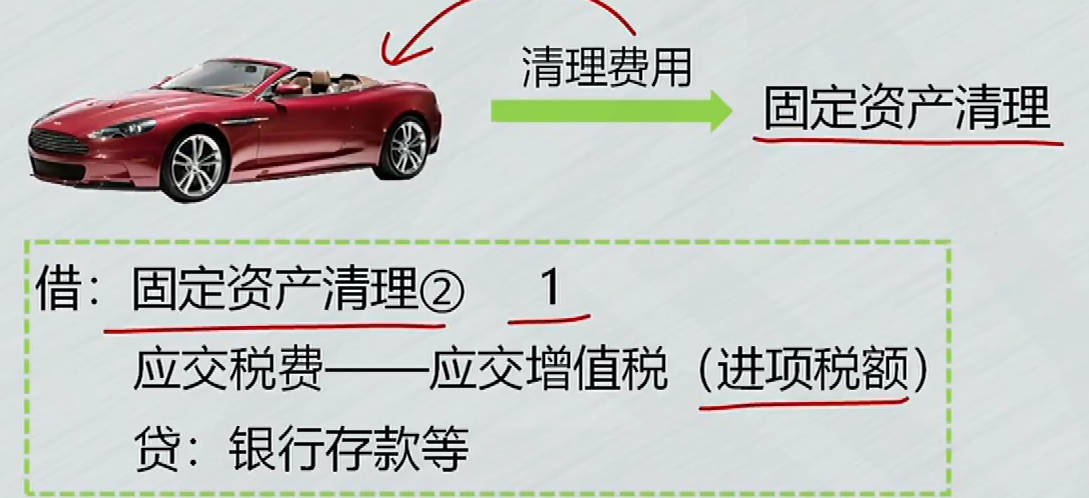 清理费用
固定资产清理
借：固定资产清理② 1
应交税费——应交增值税（进项税额）
贷：银行存款等